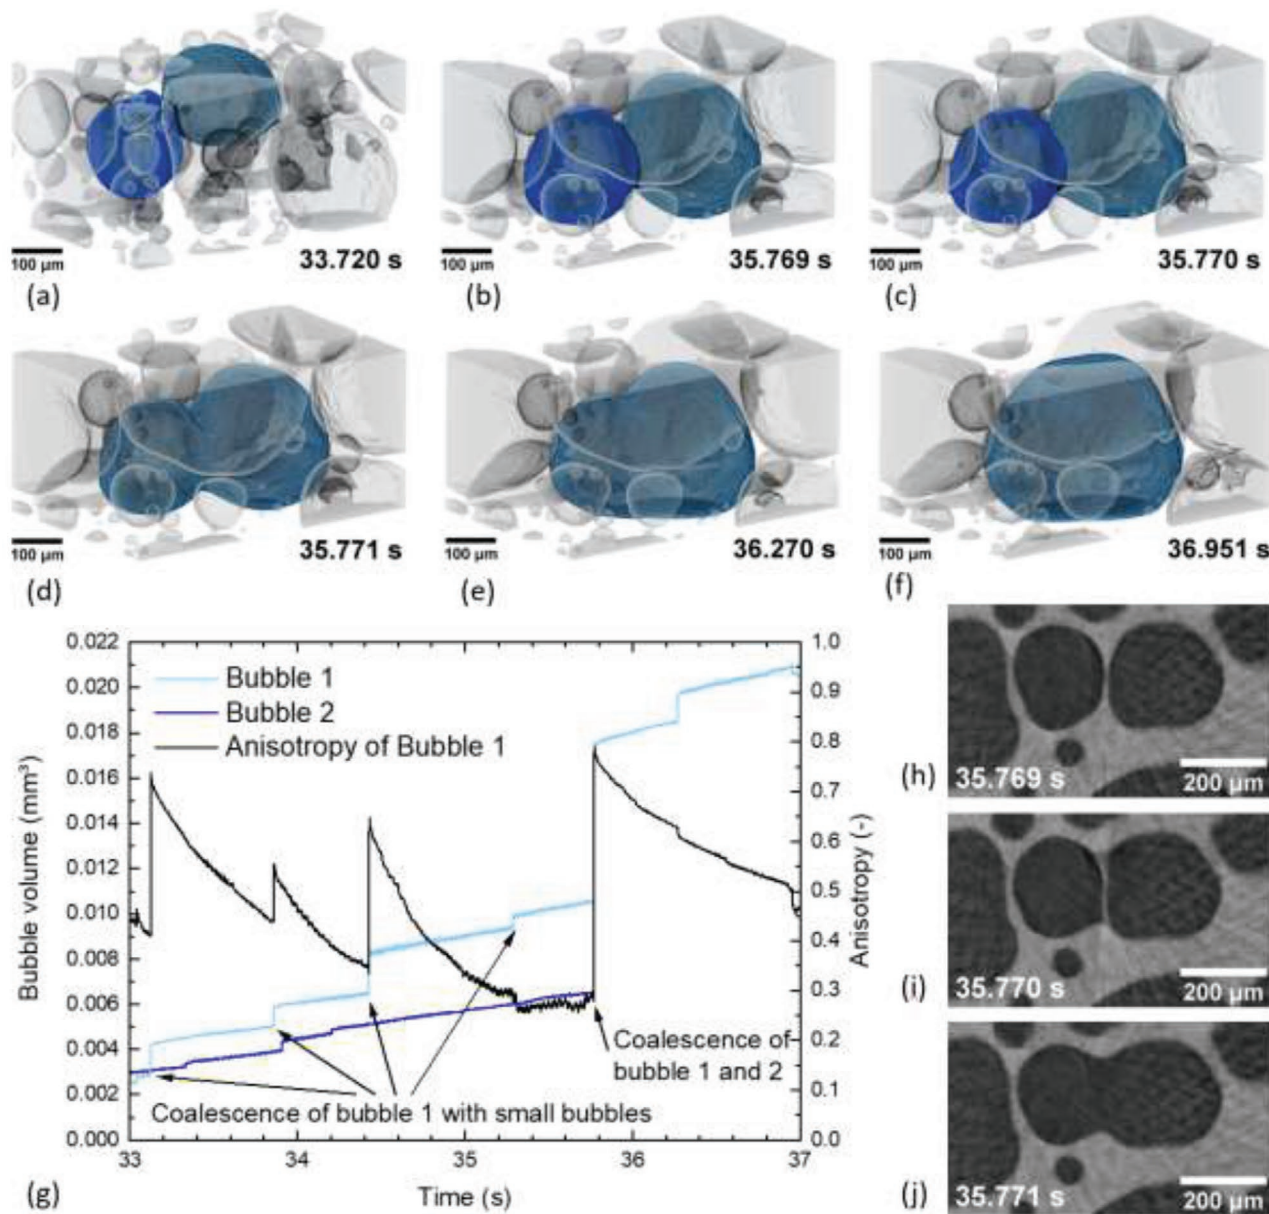 100 μm
33.720 s
(a)
100 μm
35.769 s
(b)
100 μm
35.770 s
(c)
100 μm
35.771 s
(d)
100 μm
36.270 s
(e)
100 μm
36.951 s
(f)
0.022
0.020
0.018
0.016
0.014
0.012
0.010
0.008
0.006
0.004
0.002
0.000
Bubble volume (mm³)
Bubble 1
Bubble 2
Anisotropy of Bubble 1
Coalescence of
bubble 1 and 2
Coalescence of bubble 1 with small bubbles
1.0
0.9
0.8
0.7
0.6
0.5
0.4
0.3
0.2
0.1
0.0
Anisotropy (-)
33
34
35
36
37
Time (s)
(g)
(h)
35.769 s
200 μm
(i)
35.770 s
200 μm
(j)
35.771 s
200 μm